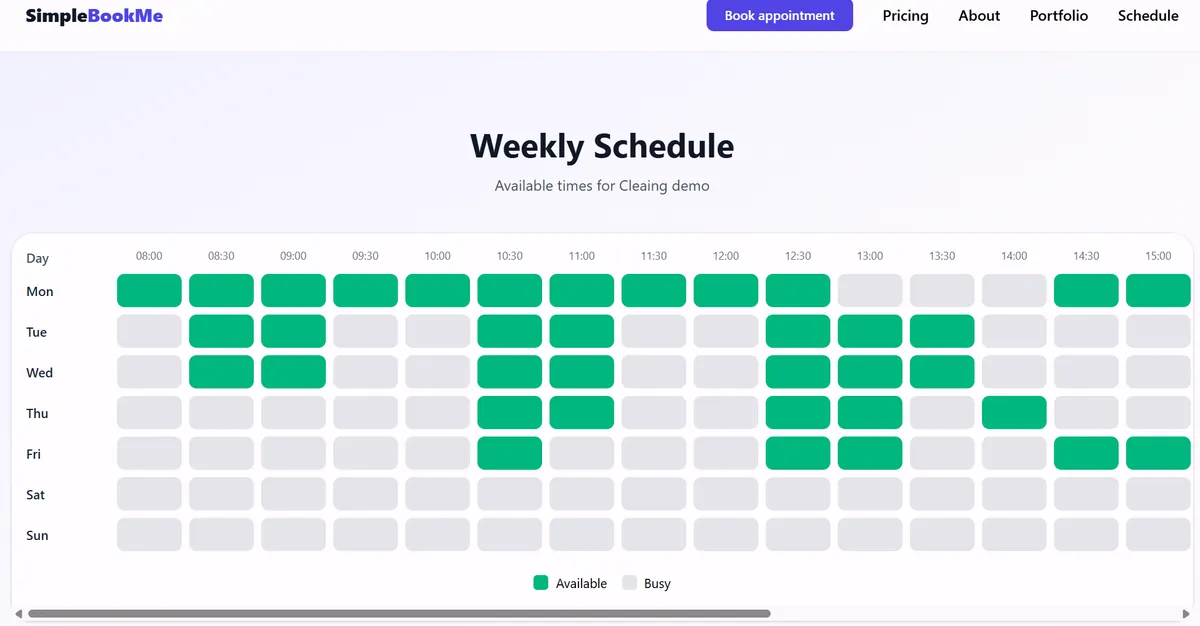 SimpleBookMe Book appointment Pricing About Portfolio Schedule
Weekly Schedule
Available times for Cleaing demo
Day 08:00 08:30 09:00 09:30 10:00 10:30 11:00 11:30 12:00 12:30 13:00 13:30 14:00 14:30 15:00
Mon
Tue
Wed
Thu
Fri
Sat
Sun
Available Busy